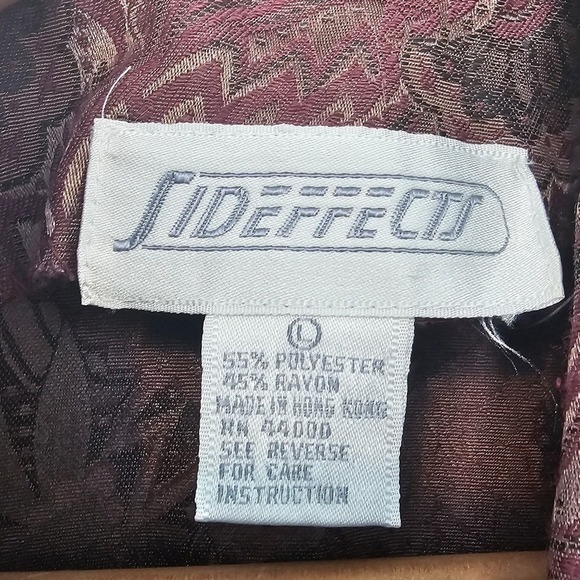 SIDEFFECTS
L
55% POLYESTER
45% RAYON
MADE IN HONG KONG
RN 44000
SEE REVERSE
FOR CARE
INSTRUCTION